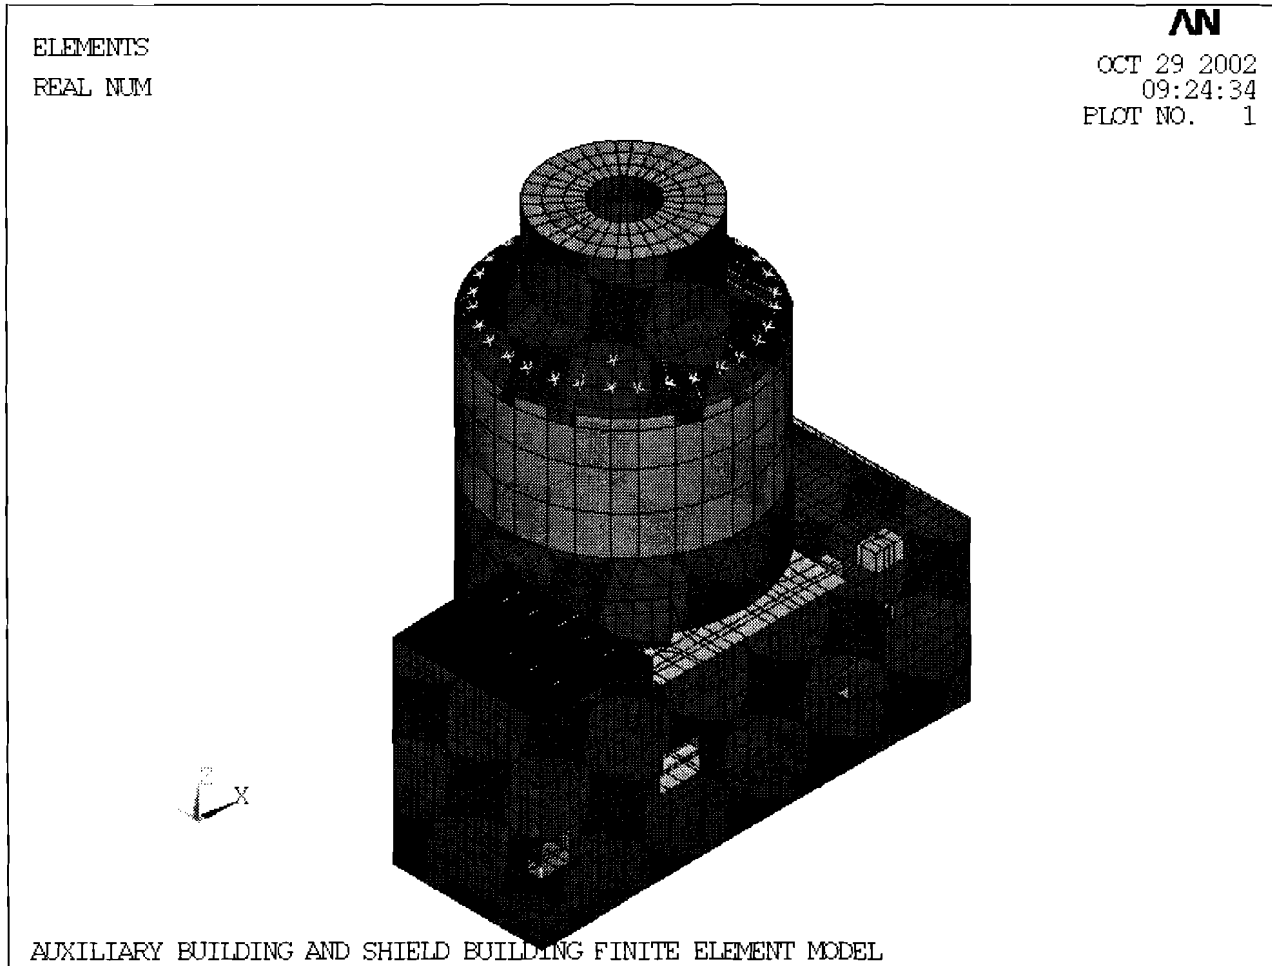 ELEMENTS
REAL NUM
AN
OCT 29 2002
09:24:34
PLOT NO. 1
Z
X
AUXILIARY BUILDING AND SHIELD BUILDING FINITE ELEMENT MODEL